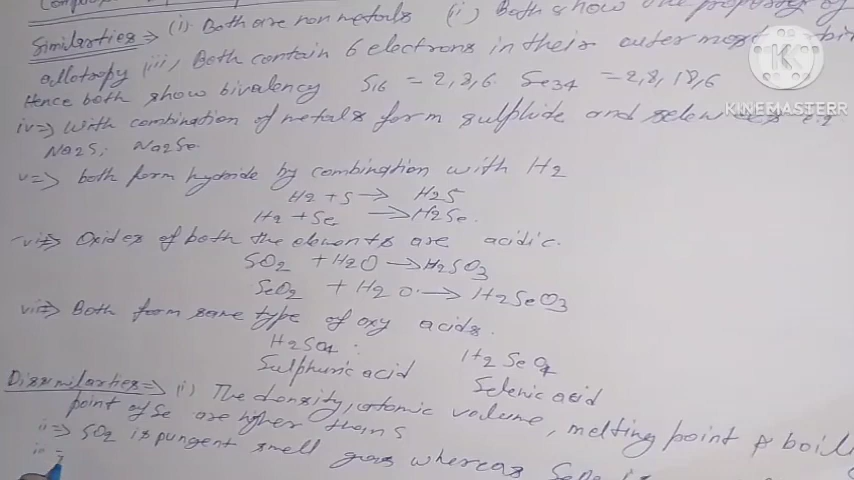 Similarties => (i) Both are non metals (i) Both show the properties of
allotropy (iii, Both contain 6 electrons in their outer most
Hence both show bivalency S16 = 2,8,6. Se34 = 2,8,18,6
KINEMASTERR
iv=> with combination of metals form sulphide and
Na2S, Na2Se.
v=> both form hydride by combination with H2
H2 + S -> H2S
H2 + Se -> H2Se.
vi=> Oxides of both the elements are acidic.
SO2 + H2O -> H2SO3
SeO2 + H2O -> H2SeO3
vii=> Both form same type of oxy acids.
H2SO4 H2SeO4
Sulphuric acid Selenic acid
Dissimilarties => (i) The density, atomic volume, melting point & boili
point of Se are higher than S
ii => SO2 is pungent smell gas whereas
iii =